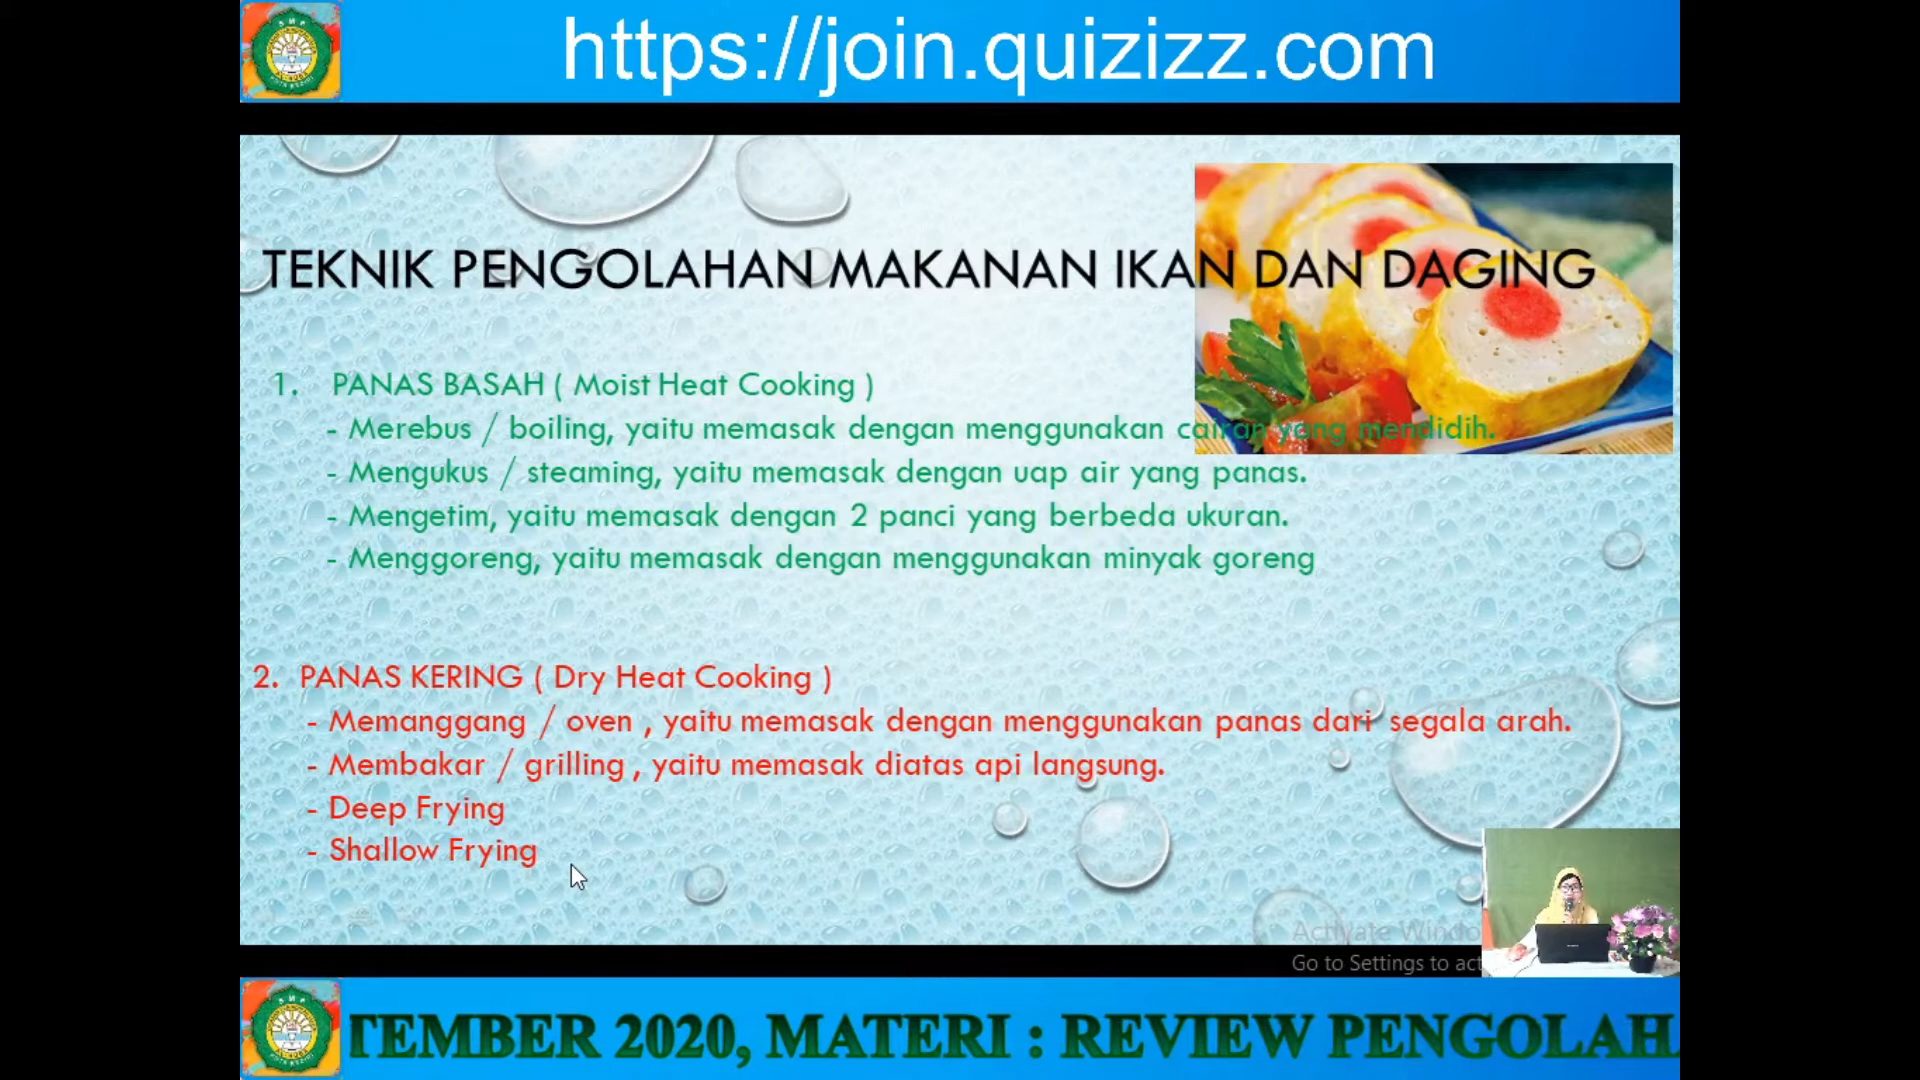 https://join.quizizz.com
TEKNIK PENGOLAHAN MAKANAN IKAN DAN DAGING
1. PANAS BASAH ( Moist Heat Cooking )
- Merebus / boiling, yaitu memasak dengan menggunakan cairan yang mendidih.
- Mengukus / steaming, yaitu memasak dengan uap air yang panas.
- Mengetim, yaitu memasak dengan 2 panci yang berbeda ukuran.
- Menggoreng, yaitu memasak dengan menggunakan minyak goreng
2. PANAS KERING ( Dry Heat Cooking )
- Memanggang / oven , yaitu memasak dengan menggunakan panas dari segala arah.
- Membakar / grilling , yaitu memasak diatas api langsung.
- Deep Frying
- Shallow Frying
Activate Windo
Go to Settings to act
TEMBER 2020, MATERI : REVIEW PENGOLAH